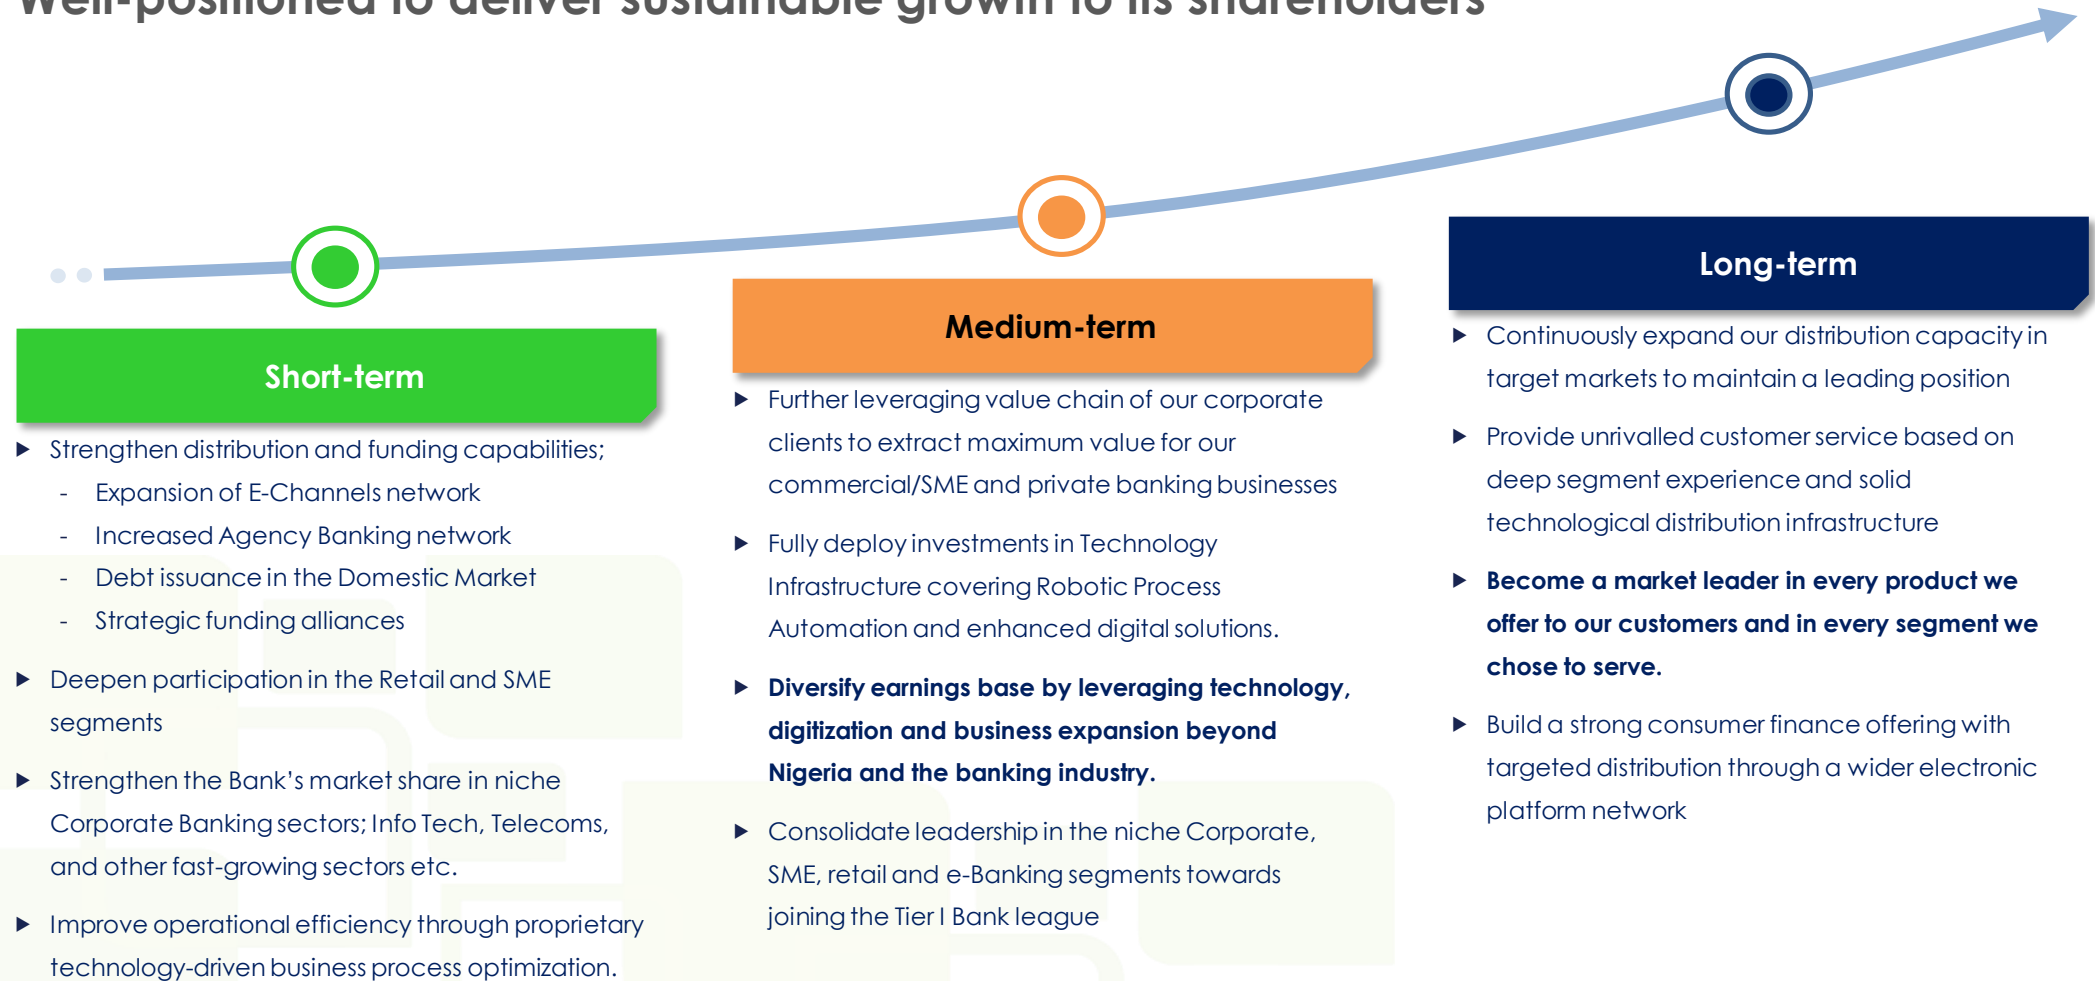 Well-positioned to deliver sustainable growth to its shareholders
Short-term
► Strengthen distribution and funding capabilities;
- Expansion of E-Channels network
- Increased Agency Banking network
- Debt issuance in the Domestic Market
- Strategic funding alliances
► Deepen participation in the Retail and SME
segments
► Strengthen the Bank’s market share in niche
Corporate Banking sectors; Info Tech, Telecoms,
and other fast-growing sectors etc.
► Improve operational efficiency through proprietary
technology-driven business process optimization.
Medium-term
► Further leveraging value chain of our corporate
clients to extract maximum value for our
commercial/SME and private banking businesses
► Fully deploy investments in Technology
Infrastructure covering Robotic Process
Automation and enhanced digital solutions.
► Diversify earnings base by leveraging technology,
digitization and business expansion beyond
Nigeria and the banking industry.
► Consolidate leadership in the niche Corporate,
SME, retail and e-Banking segments towards
joining the Tier I Bank league
Long-term
► Continuously expand our distribution capacity in
target markets to maintain a leading position
► Provide unrivalled customer service based on
deep segment experience and solid
technological distribution infrastructure
► Become a market leader in every product we
offer to our customers and in every segment we
chose to serve.
► Build a strong consumer finance offering with
targeted distribution through a wider electronic
platform network